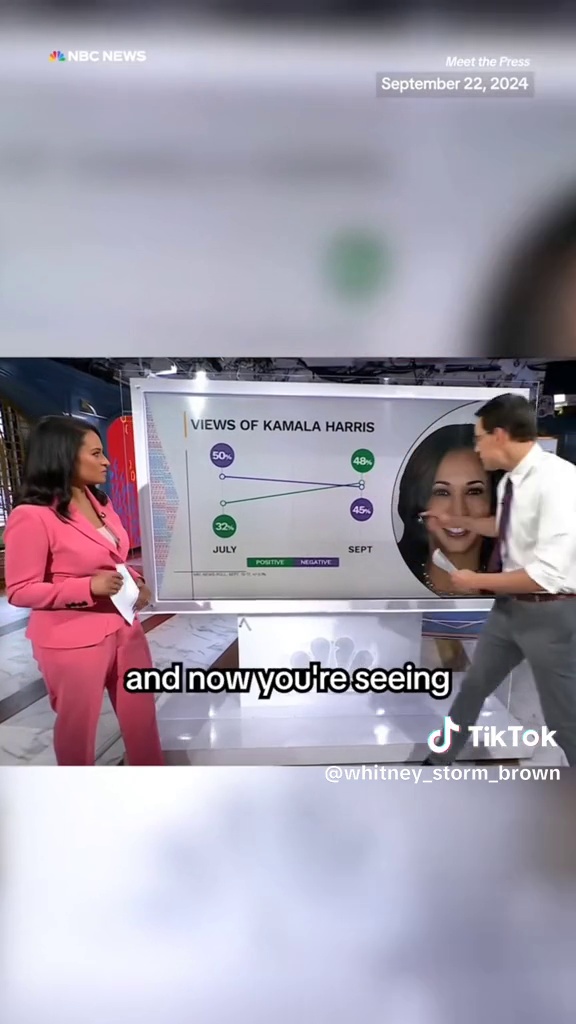 NBC NEWS
Meet the Press
September 22, 2024
VIEWS OF KAMALA HARRIS
50%
48%
32%
45%
JULY
SEPT
POSITIVE
NEGATIVE
and now you're seeing
TikTok
@whitney_storm_brown